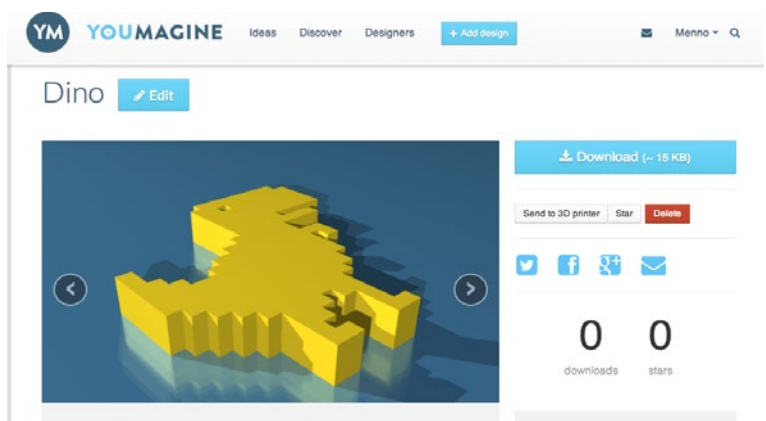 YM YOUMAGINE Ideas Discover Designers + Add design Menno
Dino Edit
Download (~ 15 KB)
Send to 3D printer Star Delete
0 0
downloads stars